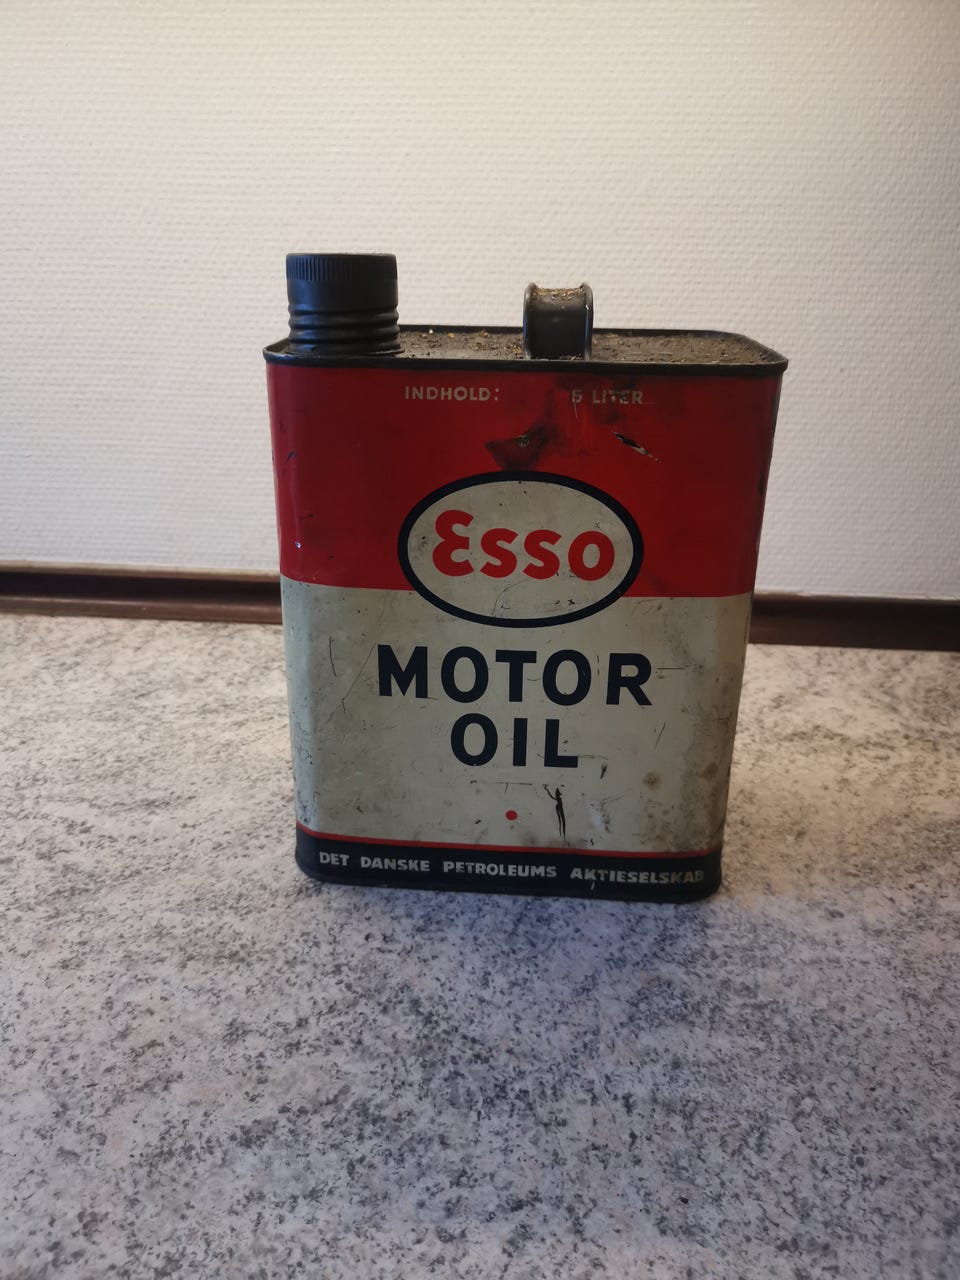 INDHOLD: 5 LITER
Esso
MOTOR
OIL
DET DANSKE PETROLEUMS AKTIESELSKAB